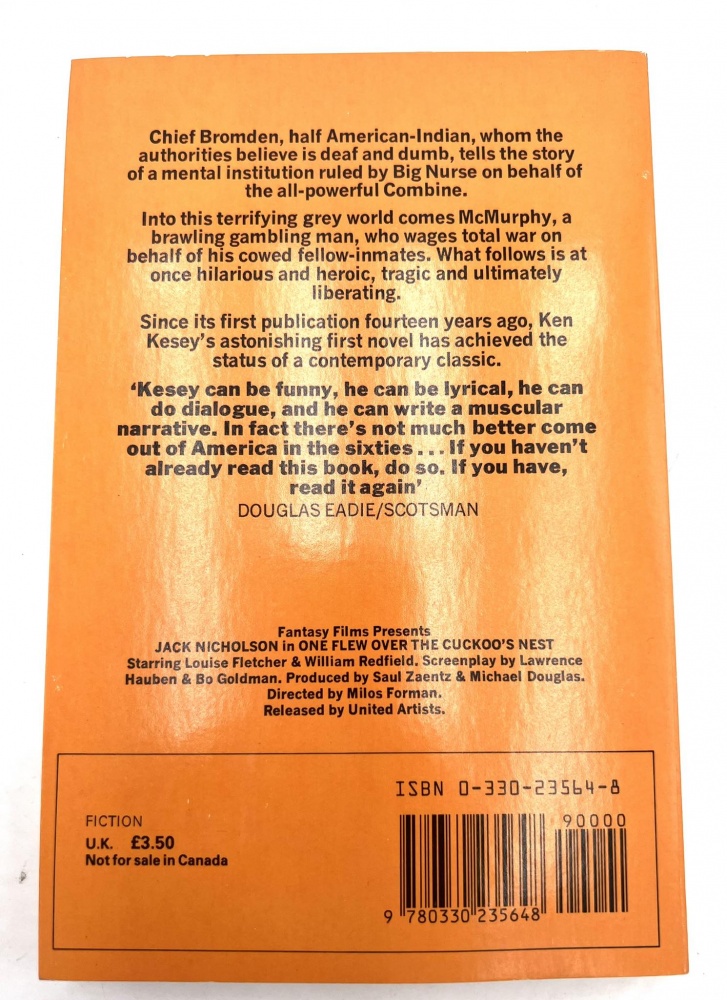 Chief Bromden, half American-Indian, whom the
authorities believe is deaf and dumb, tells the story
of a mental institution ruled by Big Nurse on behalf of
the all-powerful Combine.
Into this terrifying grey world comes McMurphy, a
brawling gambling man, who wages total war on
behalf of his cowed fellow-inmates. What follows is at
once hilarious and heroic, tragic and ultimately
liberating.
Since its first publication fourteen years ago, Ken
Kesey's astonishing first novel has achieved the
status of a contemporary classic.
‘Kesey can be funny, he can be lyrical, he can
do dialogue, and he can write a muscular
narrative. In fact there's not much better come
out of America in the sixties ... If you haven't
already read this book, do so. If you have,
read it again’
DOUGLAS EADIE/SCOTSMAN
Fantasy Films Presents
JACK NICHOLSON in ONE FLEW OVER THE CUCKOO'S NEST
Starring Louise Fletcher & William Redfield. Screenplay by Lawrence
Hauben & Bo Goldman. Produced by Saul Zaentz & Michael Douglas.
Directed by Milos Forman.
Released by United Artists.
ISBN 0-330-23564-8
FICTION
U.K. £3.50
Not for sale in Canada
90000
9 780330 235648